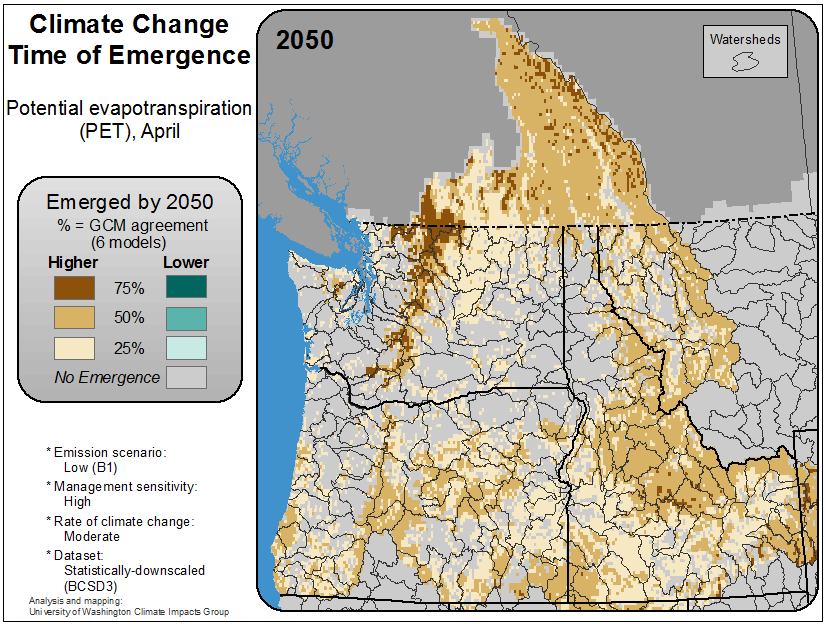 Climate Change
Time of Emergence
Potential evapotranspiration
(PET), April
Emerged by 2050
% = GCM agreement
(6 models)
Higher Lower
75%
50%
25%
No Emergence
* Emission scenario:
Low (B1)
* Management sensitivity:
High
* Rate of climate change:
Moderate
* Dataset:
Statistically-downscaled
(BCSD3)
Analysis and mapping:
University of Washington Climate Impacts Group
2050
Watersheds